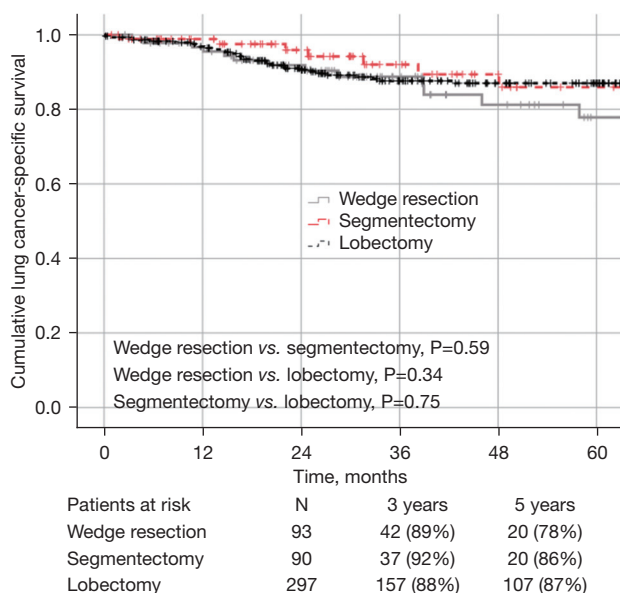 Cumulative lung cancer-specific survival
1.0
0.8
0.6
0.4
0.2
0.0
Wedge resection
Segmentectomy
Lobectomy
Wedge resection vs. segmentectomy, P=0.59
Wedge resection vs. lobectomy, P=0.34
Segmentectomy vs. lobectomy, P=0.75
0 12 24 36 48 60
Time, months
Patients at risk N 3 years 5 years
Wedge resection 93 42 (89%) 20 (78%)
Segmentectomy 90 37 (92%) 20 (86%)
Lobectomy 297 157 (88%) 107 (87%)